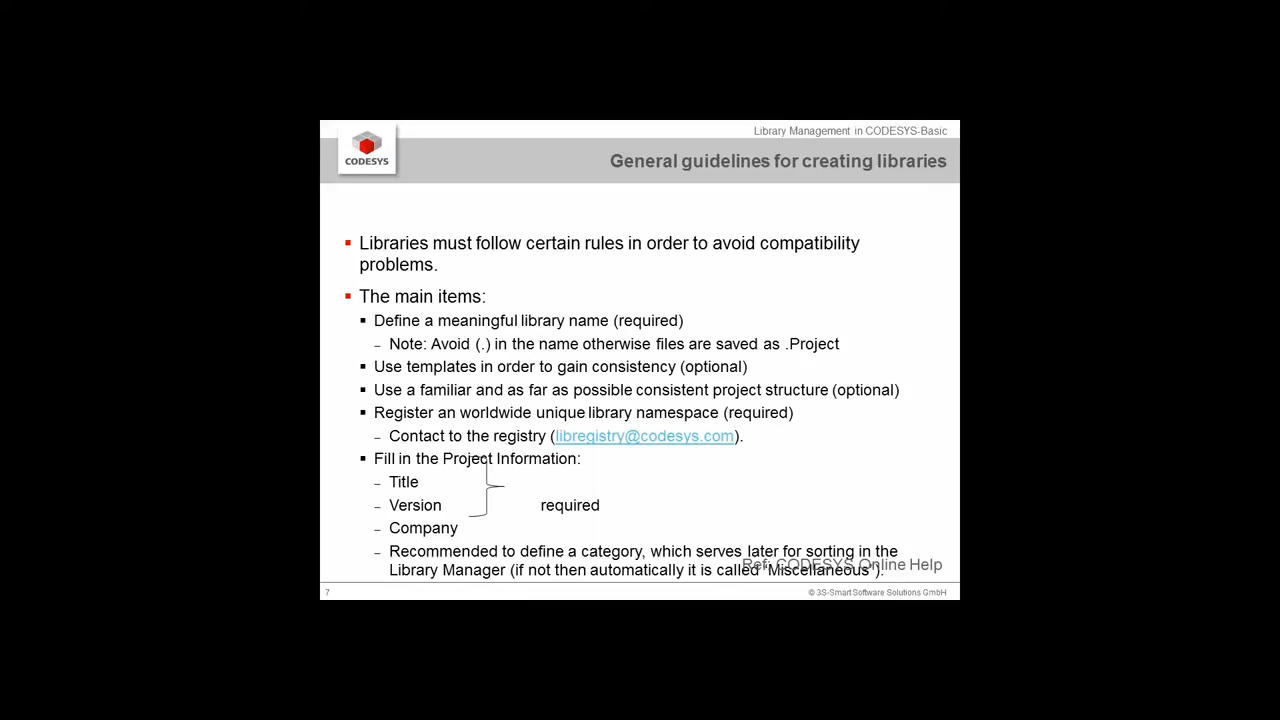 Library Management in CODESYS-Basic
CODESYS
General guidelines for creating libraries
Libraries must follow certain rules in order to avoid compatibility
problems.
The main items:
Define a meaningful library name (required)
– Note: Avoid (.) in the name otherwise files are saved as .Project
Use templates in order to gain consistency (optional)
Use a familiar and as far as possible consistent project structure (optional)
Register an worldwide unique library namespace (required)
– Contact to the registry (libregistry@codesys.com).
Fill in the Project Information:
– Title
– Version required
– Company
– Recommended to define a category, which serves later for sorting in the
Library Manager (if not then automatically it is called "Miscellaneous").
Ref: CODESYS Online Help
7 © 3S-Smart Software Solutions GmbH